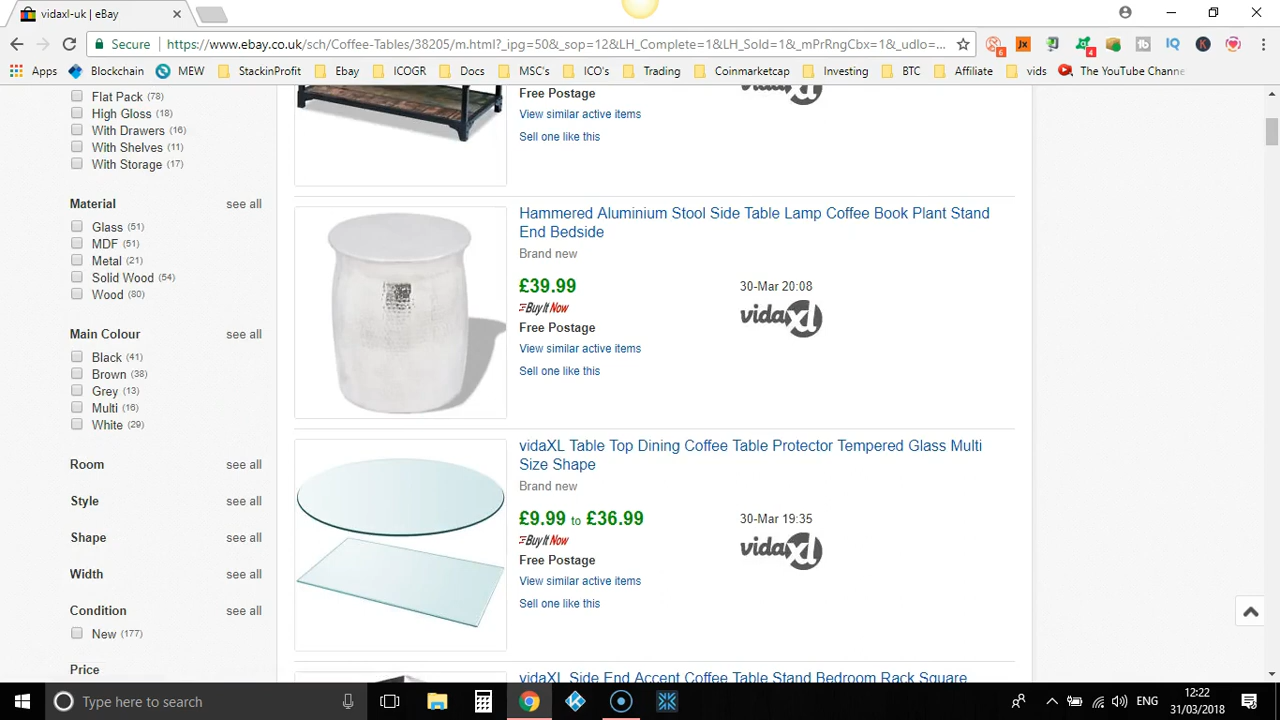 vidaxl-uk | eBay
Secure https://www.ebay.co.uk/sch/Coffee-Tables/38205/m.html?_ipg=50&_sop=12&LH_Complete=1&LH_Sold=1&_mPrRngCbx=1&_udlo=...
Apps Blockchain MEW StackinProfit Ebay ICOGR Docs MSC's ICO's Trading Coinmarketcap Investing BTC Affiliate vids The YouTube Channe
Flat Pack (78)
High Gloss (18)
With Drawers (16)
With Shelves (11)
With Storage (17)
Material see all
Glass (51)
MDF (51)
Metal (21)
Solid Wood (54)
Wood (80)
Main Colour see all
Black (41)
Brown (38)
Grey (13)
Multi (16)
White (29)
Room see all
Style see all
Shape see all
Width see all
Condition see all
New (177)
Price
Free Postage
vidaXL
View similar active items
Sell one like this
Hammered Aluminium Stool Side Table Lamp Coffee Book Plant Stand
End Bedside
Brand new
£39.99 30-Mar 20:08
Buy It Now
vidaXL
Free Postage
View similar active items
Sell one like this
vidaXL Table Top Dining Coffee Table Protector Tempered Glass Multi
Size Shape
Brand new
£9.99 to £36.99 30-Mar 19:35
Buy It Now
vidaXL
Free Postage
View similar active items
Sell one like this
vidaXL Side End Accent Coffee Table Stand Bedroom Rack Square
Type here to search
ENG
12:22
31/03/2018